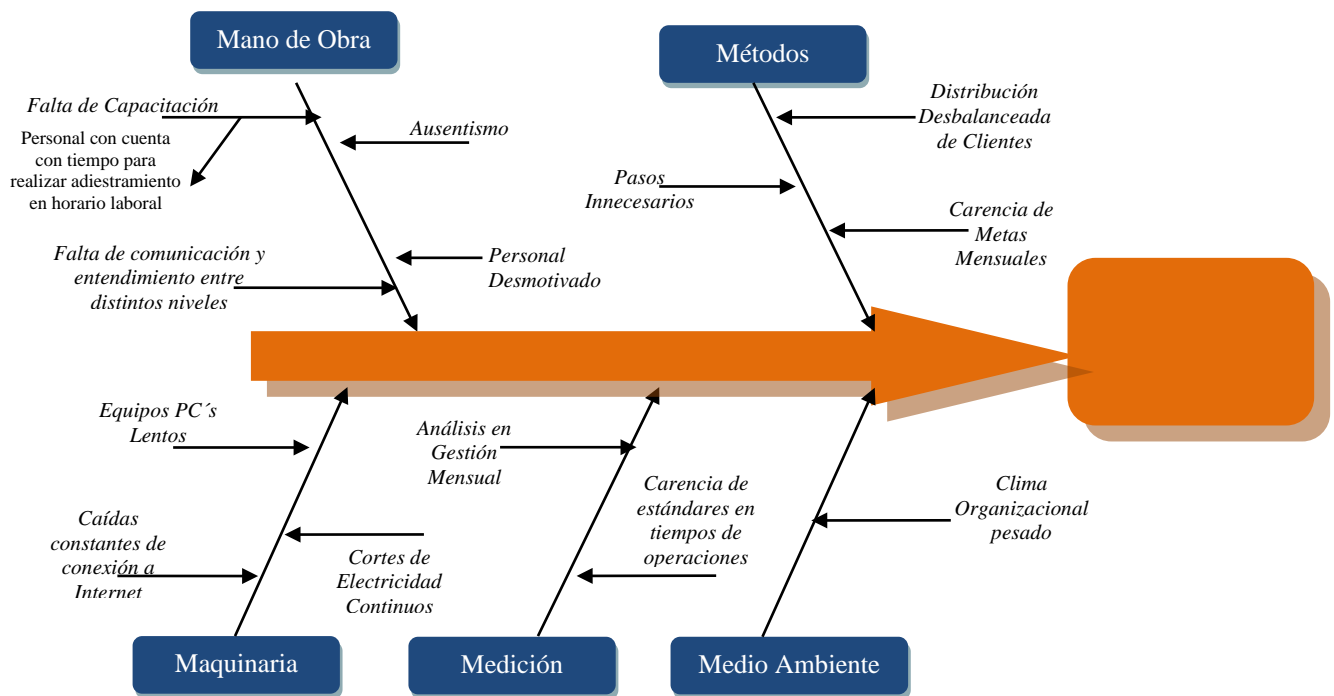 Mano de Obra
Métodos
Falta de Capacitación
Personal con cuenta
con tiempo para
realizar adiestramiento
en horario laboral
Ausentismo
Falta de comunicación y
entendimiento entre
distintos niveles
Personal
Desmotivado
Distribución
Desbalanceada
de Clientes
Pasos
Innecesarios
Carencia de
Metas
Mensuales
Equipos PC´s
Lentos
Caídas
constantes de
conexión a
Internet
Cortes de
Electricidad
Continuos
Análisis en
Gestión
Mensual
Carencia de
estándares en
tiempos de
operaciones
Clima
Organizacional
pesado
Maquinaria
Medición
Medio Ambiente